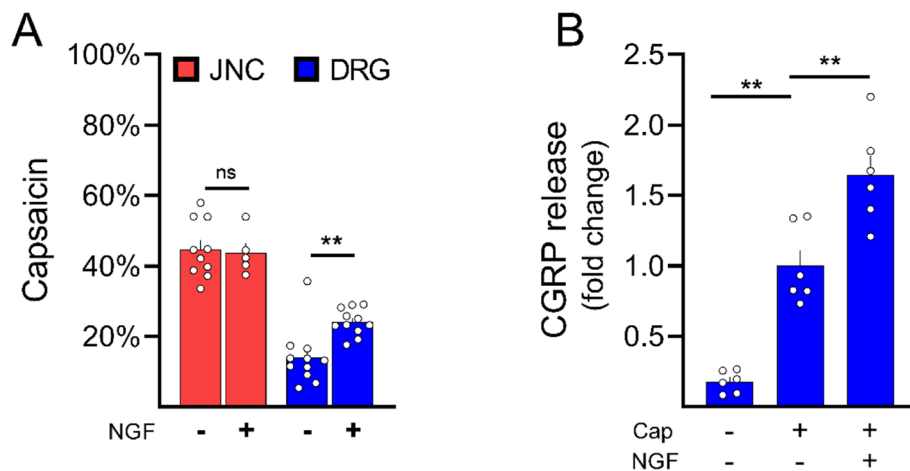 A
Capsaicin
100%
80%
60%
40%
20%
JNC
DRG
ns
**
NGF - + - +
B
CGRP release
(fold change)
2.5
2.0
1.5
1.0
0.5
**
**
Cap - + +
NGF +